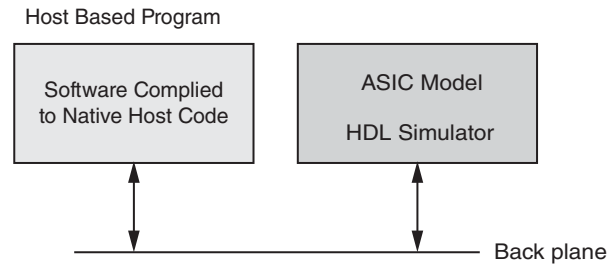 Host Based Program
Software Complied
to Native Host Code
ASIC Model
HDL Simulator
Back plane